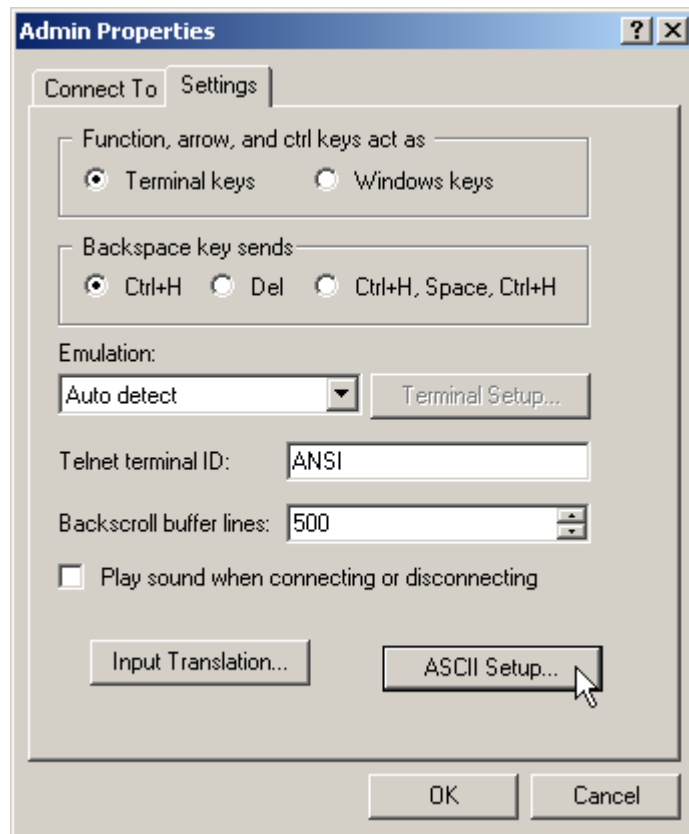 Admin Properties
Connect To Settings
Function, arrow, and ctrl keys act as
Terminal keys Windows keys
Backspace key sends
Ctrl+H Del Ctrl+H, Space, Ctrl+H
Emulation:
Auto detect Terminal Setup...
Telnet terminal ID: ANSI
Backscroll buffer lines: 500
Play sound when connecting or disconnecting
Input Translation... ASCII Setup...
OK Cancel